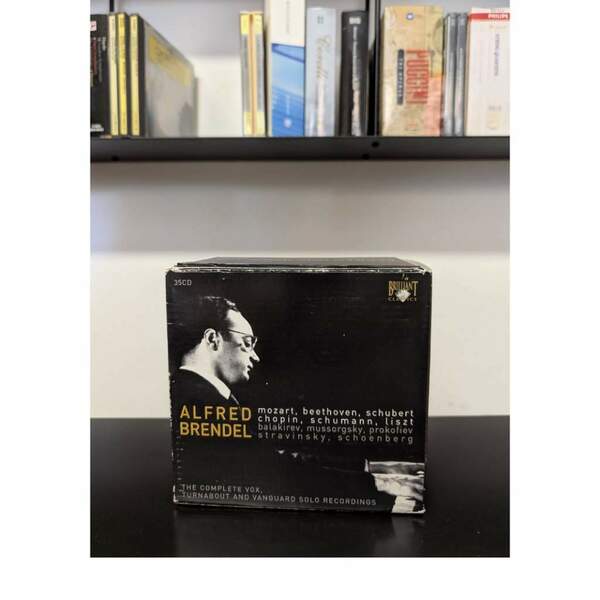 PHILIPS
PUCCINI
35CD
BRILLIANT
CLASSICS
ALFRED
BRENDEL
mozart, beethoven, schubert
chopin, schumann, liszt
balakirev, mussorgsky, prokofiev
stravinsky, schoenberg
THE COMPLETE VOX,
TURNABOUT AND VANGUARD SOLO RECORDINGS